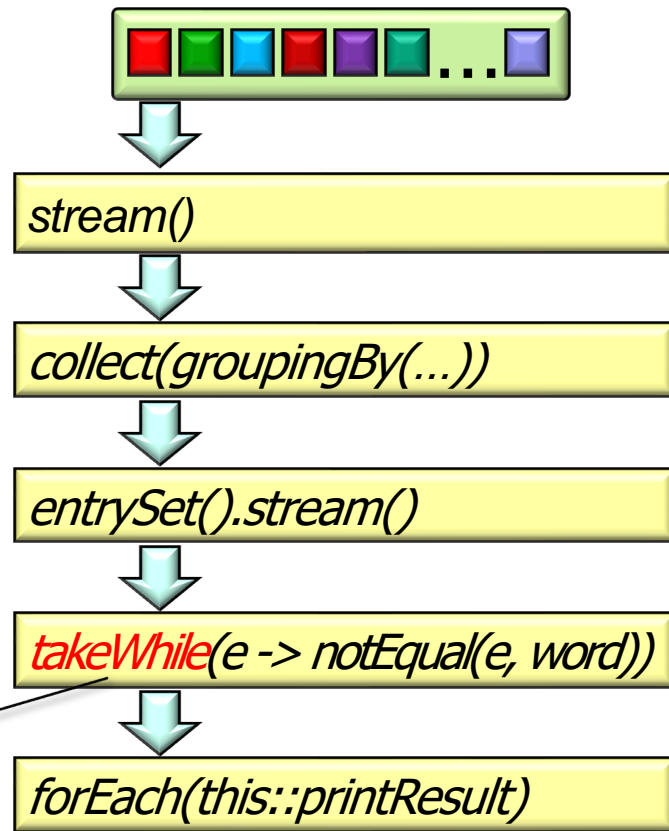 ...
stream()
collect(groupingBy(...))
entrySet().stream()
takeWhile(e -> notEqual(e, word))
forEach(this::printResult)